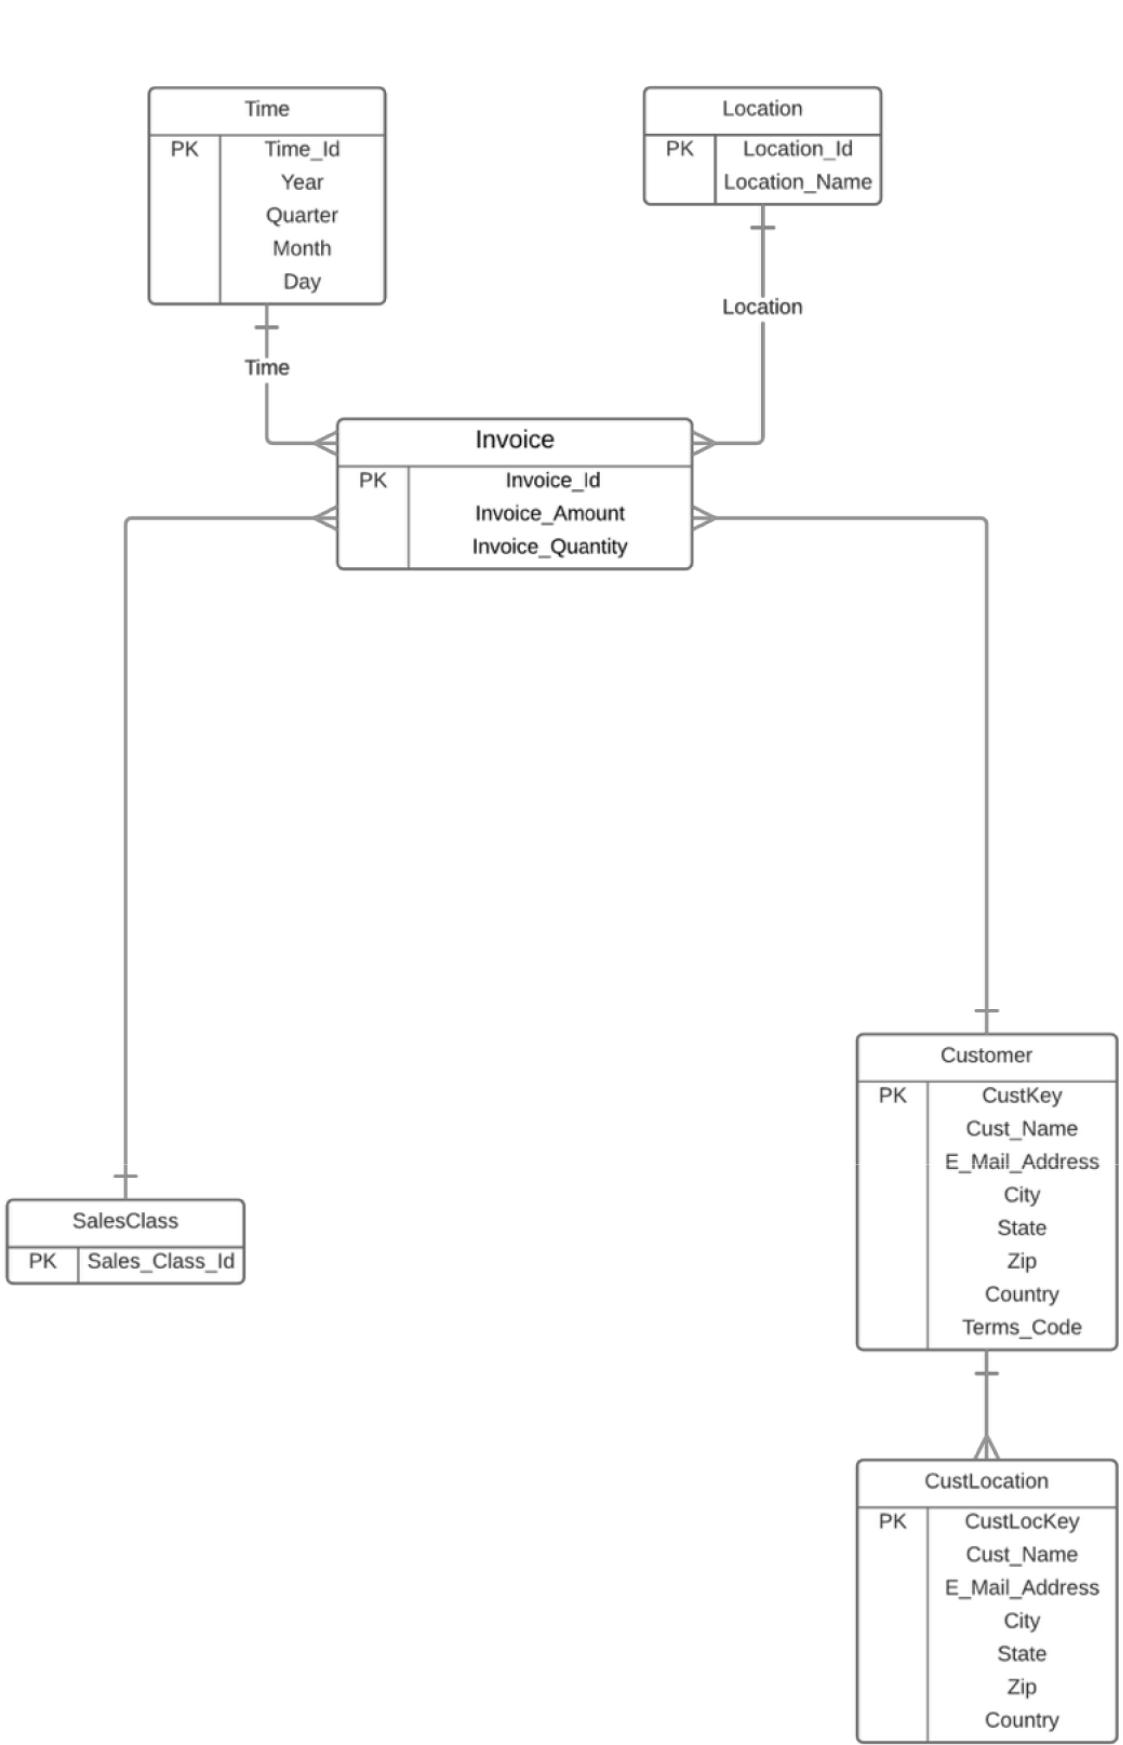 Time
PK Time_Id
Year
Quarter
Month
Day
Location
PK Location_Id
Location_Name
Time
Location
Invoice
PK Invoice_Id
Invoice_Amount
Invoice_Quantity
SalesClass
PK Sales_Class_Id
Customer
PK CustKey
Cust_Name
E_Mail_Address
City
State
Zip
Country
Terms_Code
CustLocation
PK CustLocKey
Cust_Name
E_Mail_Address
City
State
Zip
Country